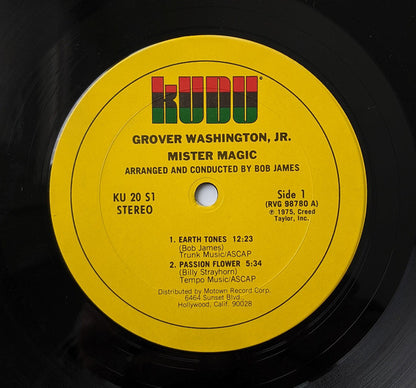 KUDU®
GROVER WASHINGTON, JR.
MISTER MAGIC
ARRANGED AND CONDUCTED BY BOB JAMES
KU 20 S1
STEREO
Side 1
(RVG 98780 A)
℗ 1975, Creed
Taylor, Inc.
1. EARTH TONES 12:23
(Bob James)
Trunk Music/ASCAP
2. PASSION FLOWER 5:34
(Billy Strayhorn)
Tempo Music/ASCAP
Distributed by Motown Record Corp.
6464 Sunset Blvd.,
Hollywood, Calif. 90028